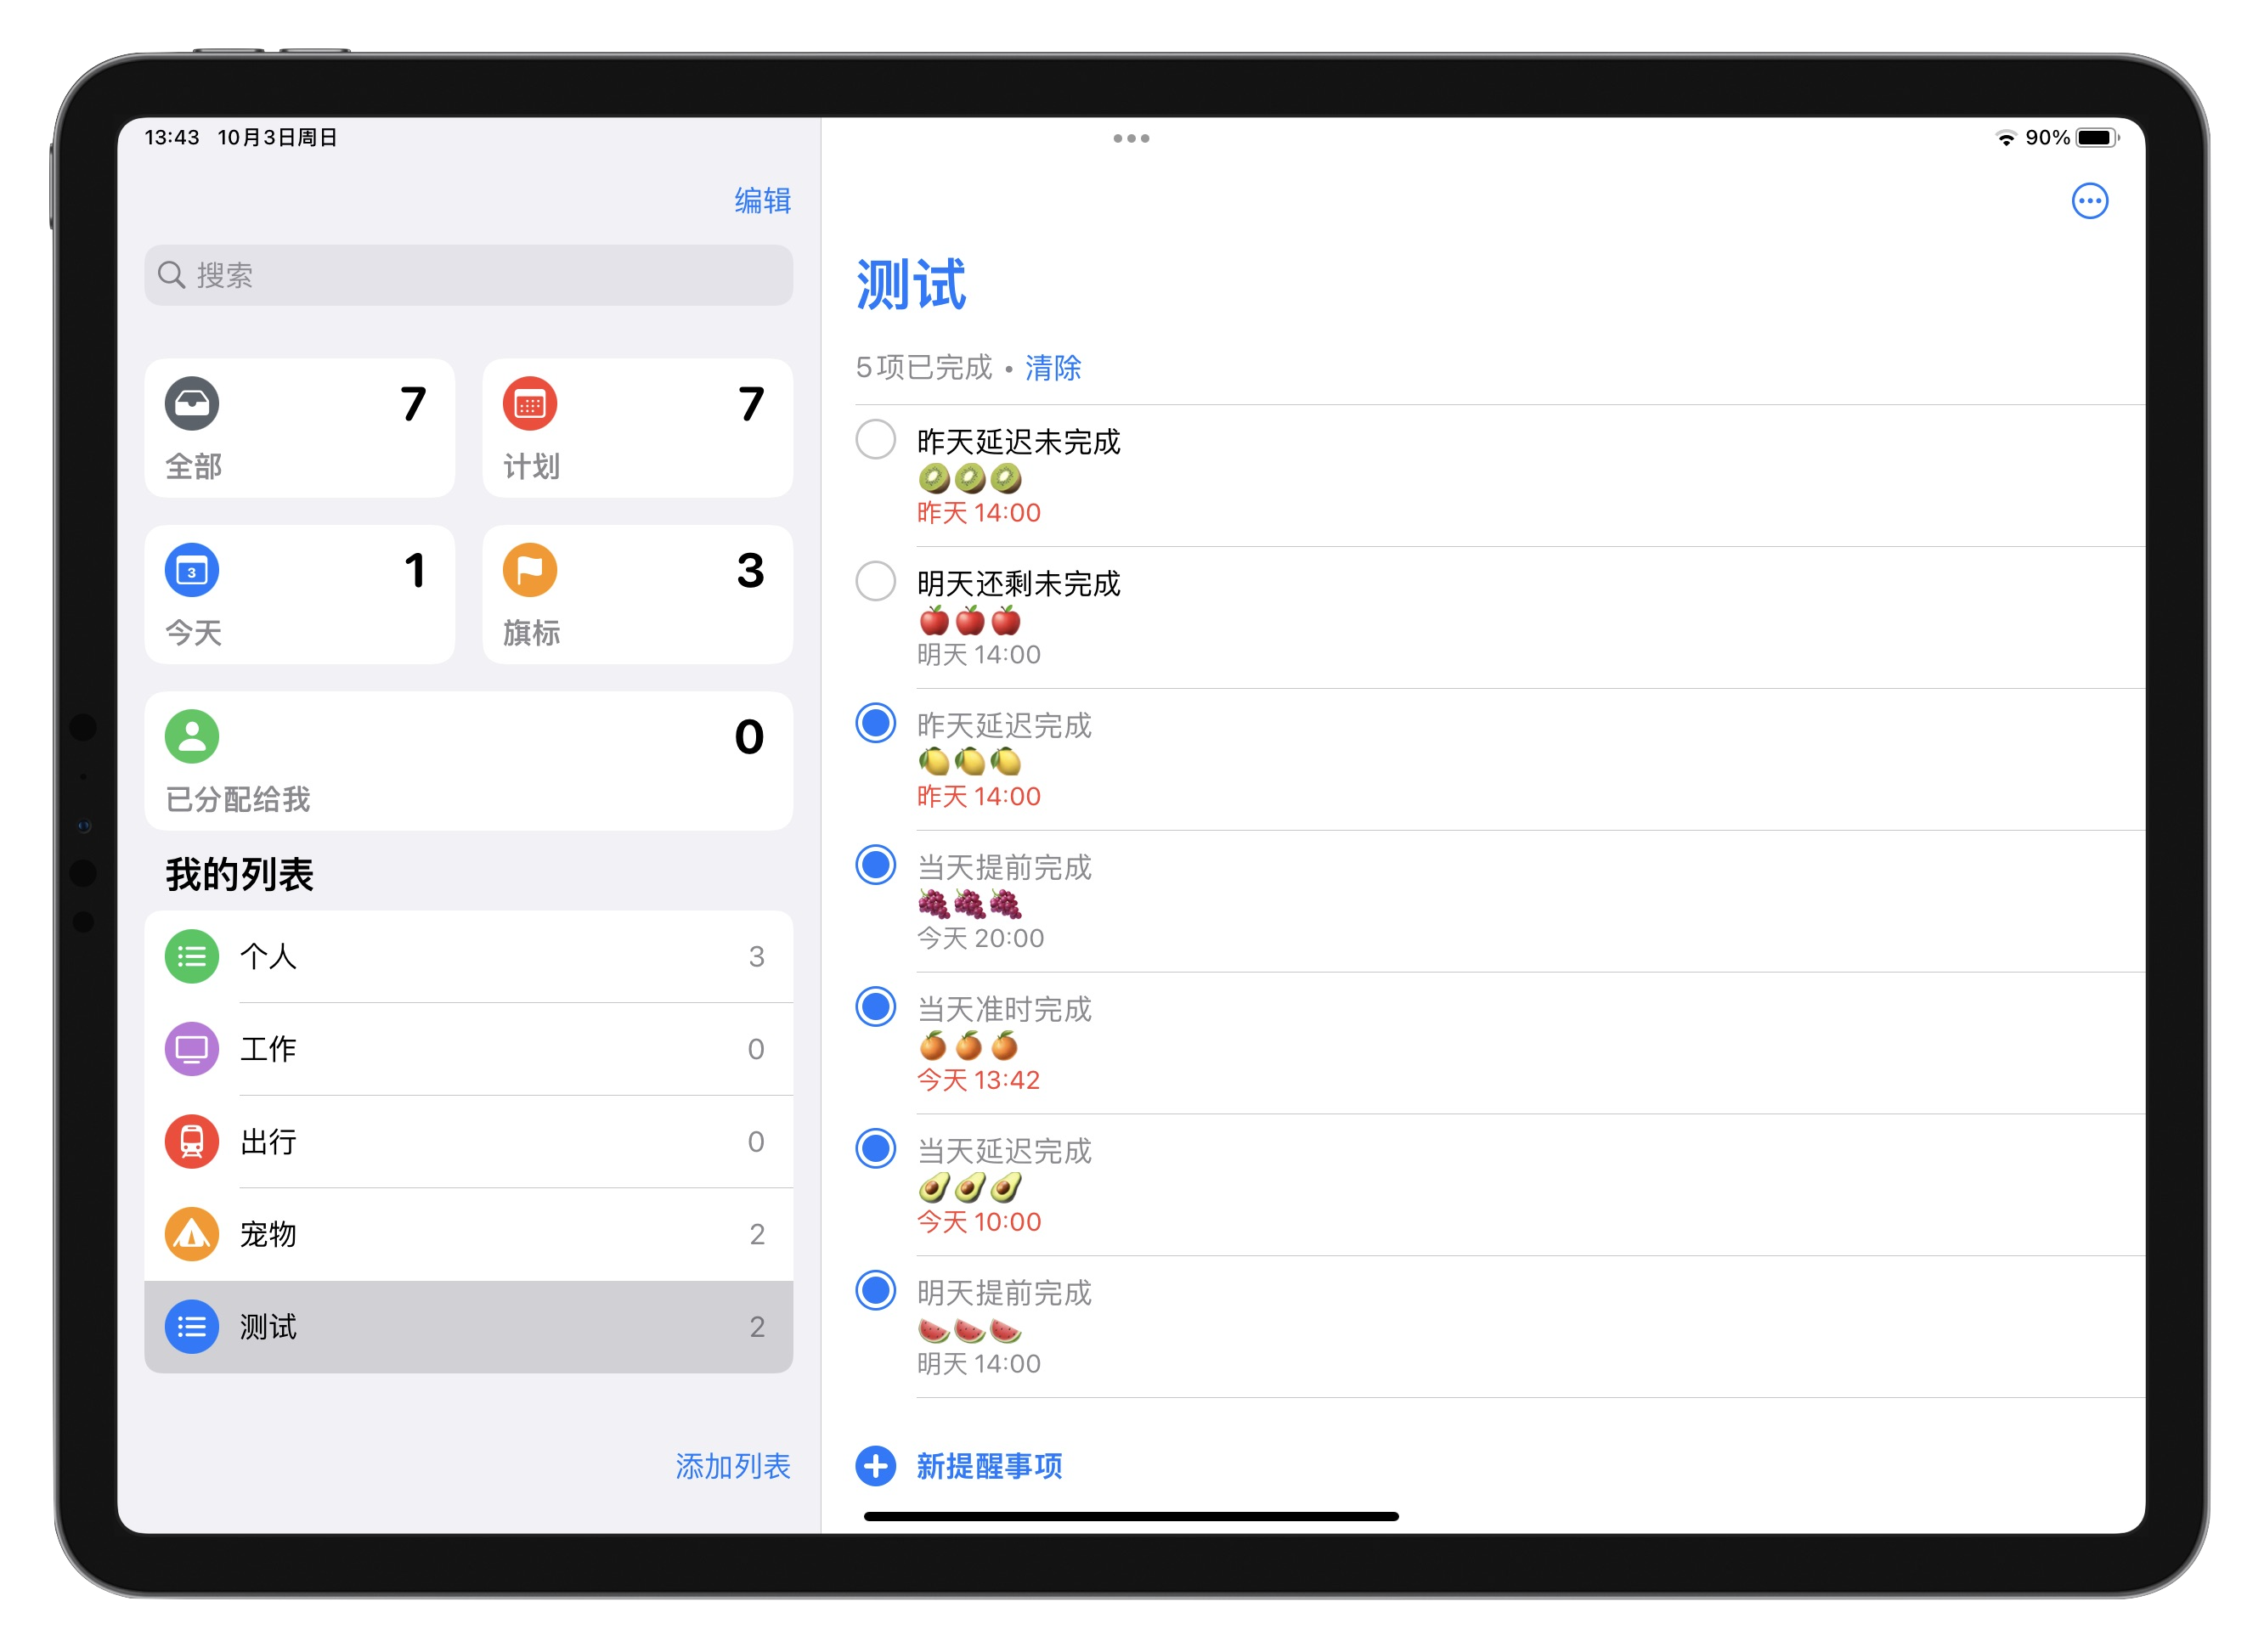 13:43 10月3日周日
90%
编辑
搜索
7
全部
7
计划
3
1
今天
3
旗标
0
已分配给我
我的列表
个人 3
工作 0
出行 0
宠物 2
测试 2
添加列表
测试
5项已完成 • 清除
昨天延迟未完成
🥝🥝🥝
昨天 14:00
明天还剩未完成
🍎🍎🍎
明天 14:00
昨天延迟完成
🍋🍋🍋
昨天 14:00
当天提前完成
🍇🍇🍇
今天 20:00
当天准时完成
🍊🍊🍊
今天 13:42
当天延迟完成
🥑🥑🥑
今天 10:00
明天提前完成
🍉🍉🍉
明天 14:00
新提醒事项